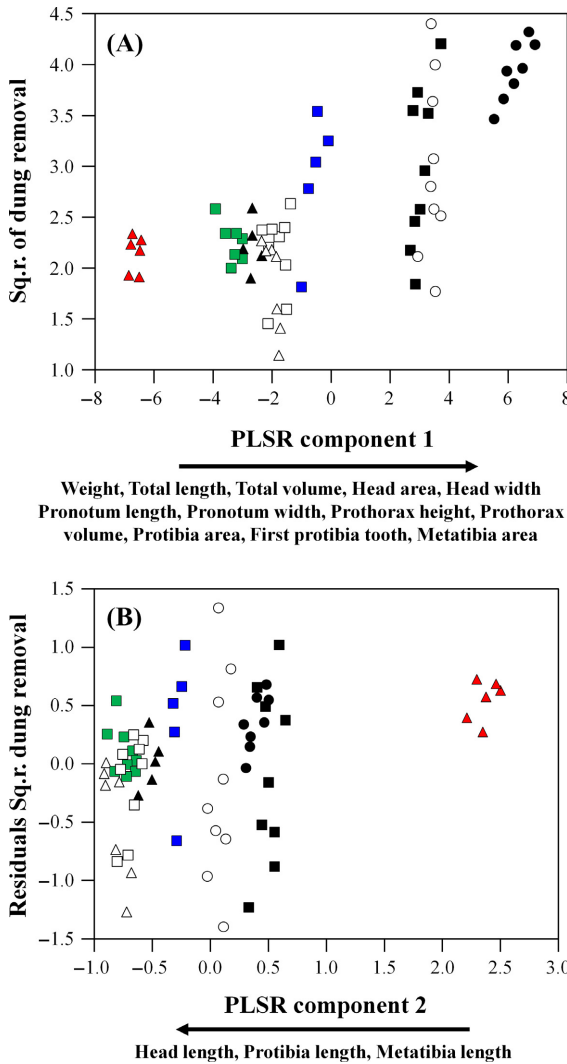 (A)
Sq.r. of dung removal
4.5
4.0
3.5
3.0
2.5
2.0
1.5
1.0
−8 −6 −4 −2 0 2 4 6 8
PLSR component 1
Weight, Total length, Total volume, Head area, Head width
Pronotum length, Pronotum width, Prothorax height, Prothorax
volume, Protibia area, First protibia tooth, Metatibia area
(B)
Residuals Sq.r. dung removal
1.5
1.0
0.5
0.0
−0.5
−1.0
−1.5
−1.0 −0.5 0.0 0.5 1.0 1.5 2.0 2.5 3.0
PLSR component 2
Head length, Protibia length, Metatibia length